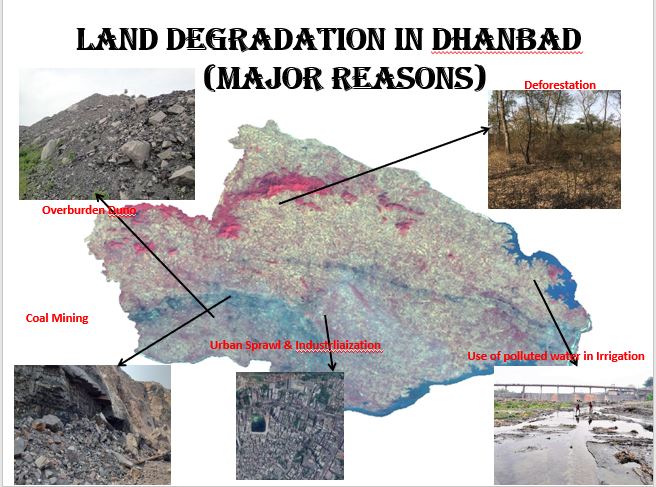 LAND DEGRADATION IN DHANBAD
(MAJOR REASONS)
Deforestation
Overburden Dump
Coal Mining
Urban Sprawl & Industrliaization
Use of polluted water in Irrigation